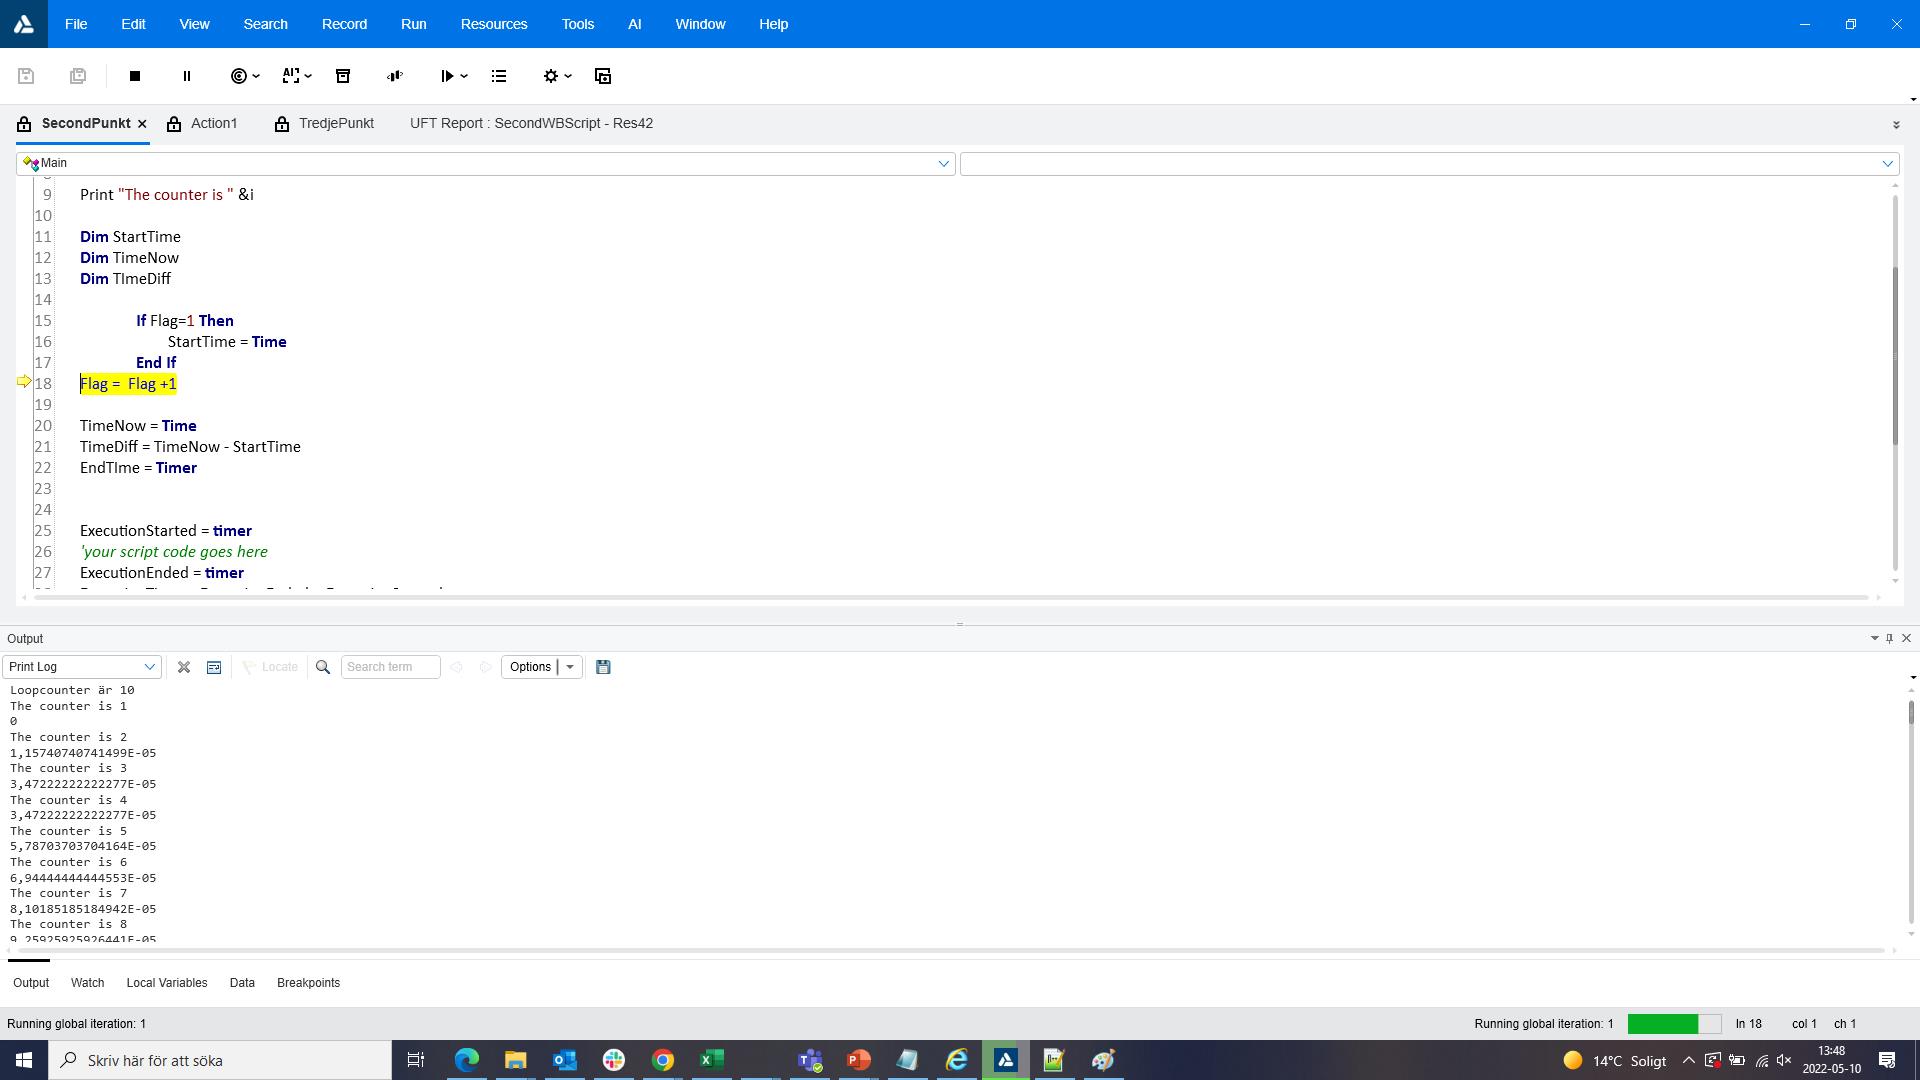 File Edit View Search Record Run Resources Tools AI Window Help
SecondPunkt Action1 TredjePunkt UFT Report : SecondWBScript - Res42
Main
9 Print "The counter is " &i
10
11 Dim StartTime
12 Dim TimeNow
13 Dim TImeDiff
14
15 If Flag=1 Then
16 StartTime = Time
17 End If
18 Flag =  Flag +1
19
20 TimeNow = Time
21 TimeDiff = TimeNow - StartTime
22 EndTIme = Timer
23
24
25 ExecutionStarted = timer
26 'your script code goes here
27 ExecutionEnded = timer
Output
Print Log Locate Search term Options
Loopcounter är 10
The counter is 1
0
The counter is 2
1,15740740741499E-05
The counter is 3
3,47222222222277E-05
The counter is 4
3,47222222222277E-05
The counter is 5
5,78703703704164E-05
The counter is 6
6,94444444444553E-05
The counter is 7
8,10185185184942E-05
The counter is 8
9,25925925926441E-05
Output Watch Local Variables Data Breakpoints
Running global iteration: 1 Running global iteration: 1 ln 18 col 1 ch 1
Skriv här för att söka 14°C Soligt 13:48
2022-05-10